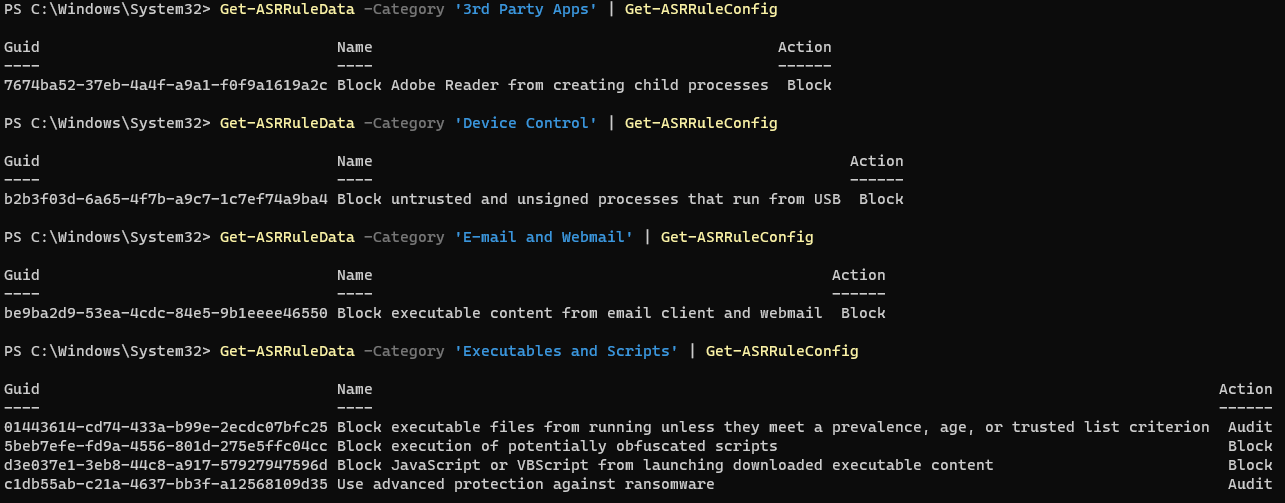 PS C:\Windows\System32> Get-ASRRuleData -Category '3rd Party Apps' | Get-ASRRuleConfig
Guid Name Action
---- ---- ------
7674ba52-37eb-4a4f-a9a1-f0f9a1619a2c Block Adobe Reader from creating child processes Block
PS C:\Windows\System32> Get-ASRRuleData -Category 'Device Control' | Get-ASRRuleConfig
Guid Name Action
---- ---- ------
b2b3f03d-6a65-4f7b-a9c7-1c7ef74a9ba4 Block untrusted and unsigned processes that run from USB Block
PS C:\Windows\System32> Get-ASRRuleData -Category 'E-mail and Webmail' | Get-ASRRuleConfig
Guid Name Action
---- ---- ------
be9ba2d9-53ea-4cdc-84e5-9b1eeee46550 Block executable content from email client and webmail Block
PS C:\Windows\System32> Get-ASRRuleData -Category 'Executables and Scripts' | Get-ASRRuleConfig
Guid Name Action
---- ---- ------
01443614-cd74-433a-b99e-2ecdc07bfc25 Block executable files from running unless they meet a prevalence, age, or trusted list criterion Audit
5beb7efe-fd9a-4556-801d-275e5ffc04cc Block execution of potentially obfuscated scripts Block
d3e037e1-3eb8-44c8-a917-57927947596d Block JavaScript or VBScript from launching downloaded executable content Block
c1db55ab-c21a-4637-bb3f-a12568109d35 Use advanced protection against ransomware Audit